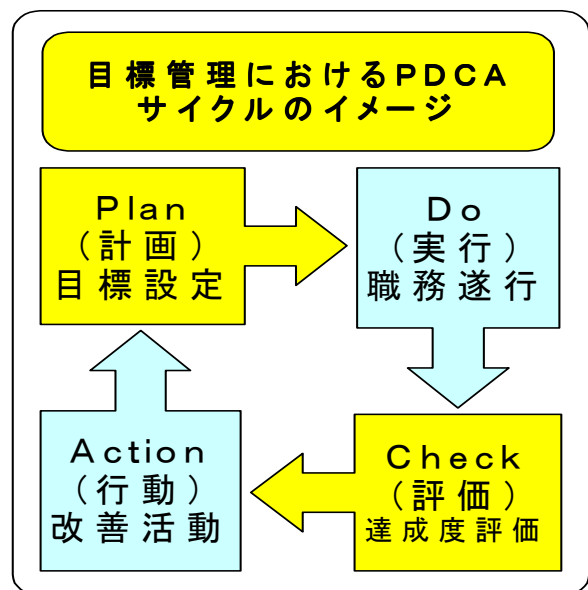 目標管理におけるPDCA
サイクルのイメージ
Plan
(計画)
目標設定
Do
(実行)
職務遂行
Action
(行動)
改善活動
Check
(評価)
達成度評価